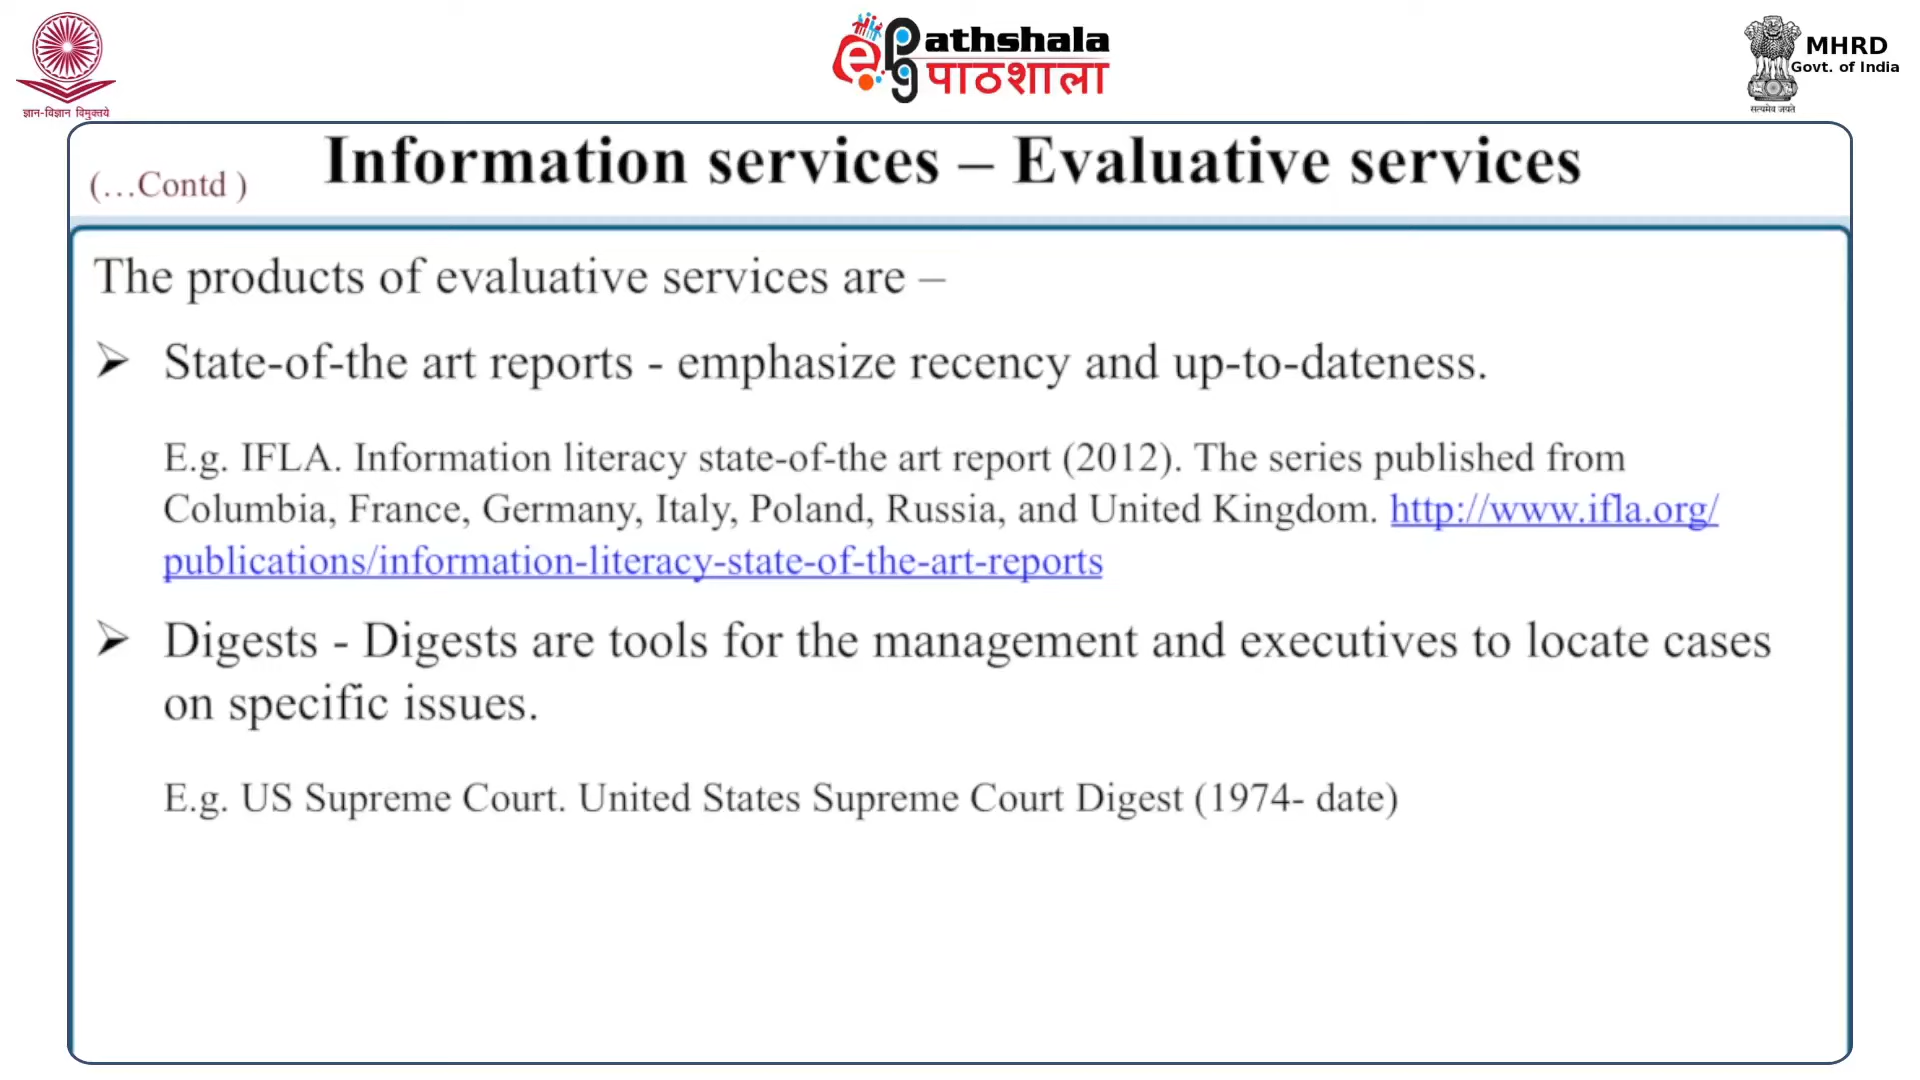 ज्ञान-विज्ञान विमुक्तये
ePathshala
पाठशाला
MHRD
Govt. of India
सत्यमेव जयते
(...Contd )
Information services – Evaluative services
The products of evaluative services are –
➢ State-of-the art reports - emphasize recency and up-to-dateness.
E.g. IFLA. Information literacy state-of-the art report (2012). The series published from
Columbia, France, Germany, Italy, Poland, Russia, and United Kingdom. http://www.ifla.org/
publications/information-literacy-state-of-the-art-reports
➢ Digests - Digests are tools for the management and executives to locate cases
on specific issues.
E.g. US Supreme Court. United States Supreme Court Digest (1974- date)